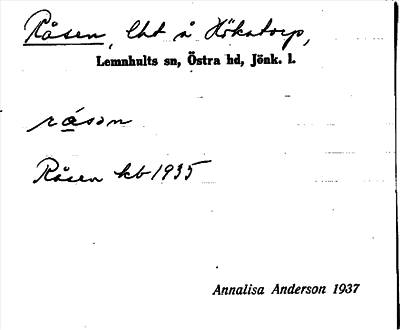 Råsen, lht å Hökatorp,
Lemnhults sn, Östra hd, Jönk. l.
råsən
Råsen kb 1935
Annalisa Anderson 1937